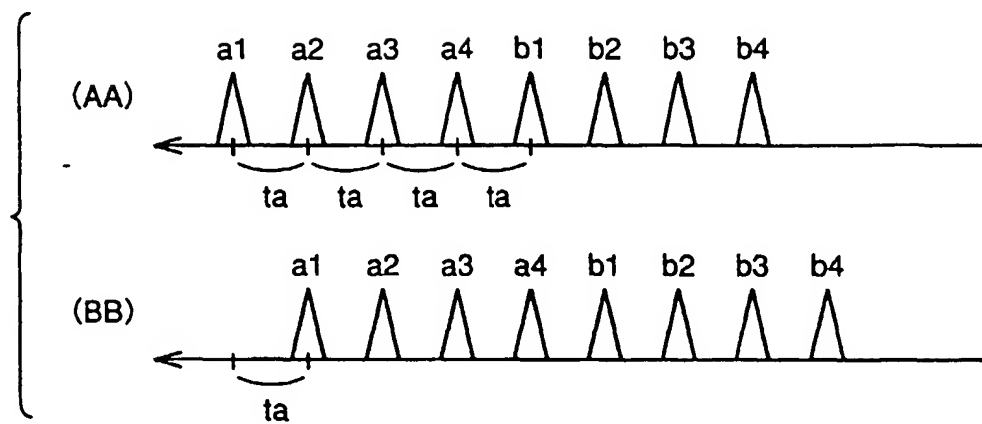 a1 a2 a3 a4 b1 b2 b3 b4
(AA)
ta ta ta ta
a1 a2 a3 a4 b1 b2 b3 b4
(BB)
ta